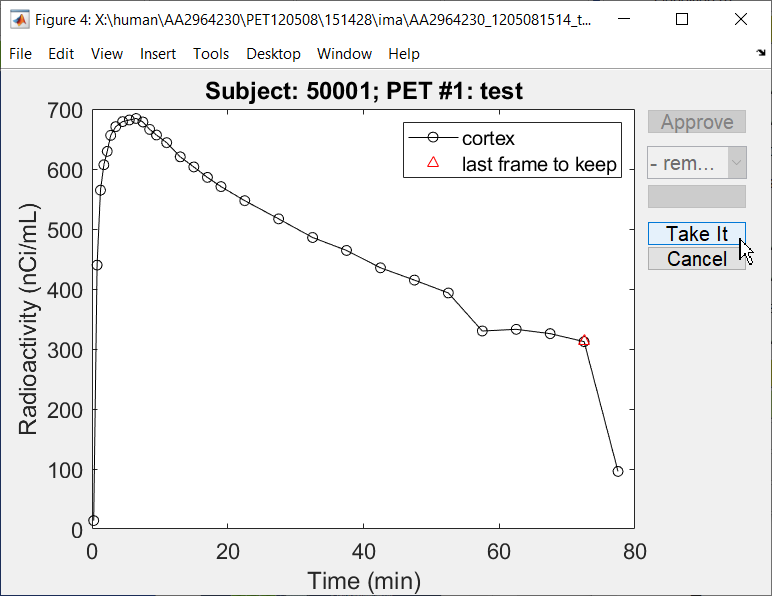 Figure 4: X:\human\AA2964230\PET120508\151428\ima\AA2964230_1205081514_t...
File Edit View Insert Tools Desktop Window Help
Subject: 50001; PET #1: test
700
600
500
400
300
200
100
0
Radioactivity (nCi/mL)
0 20 40 60 80
Time (min)
cortex
last frame to keep
Approve
- rem...
Take It
Cancel